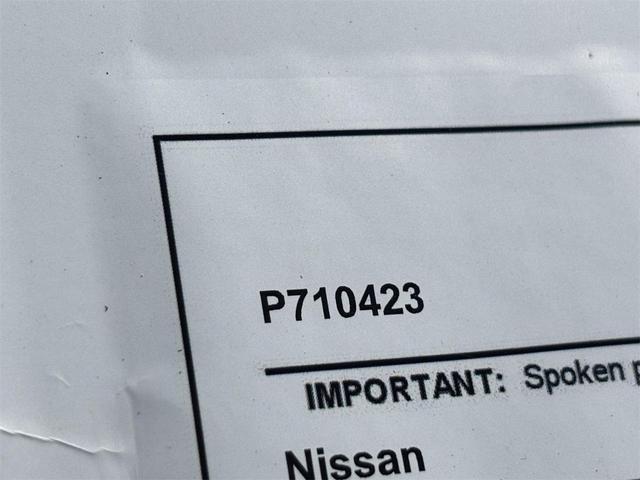 P710423
IMPORTANT: Spoken
Nissan